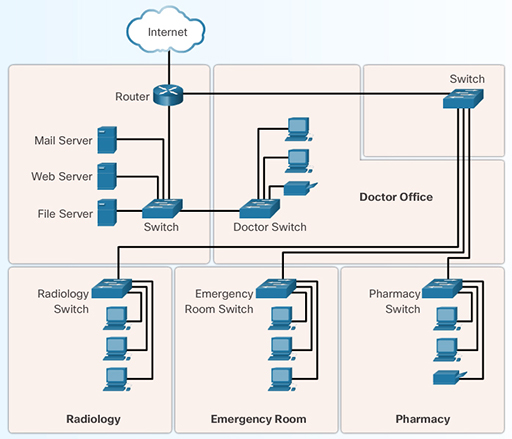 Internet
Switch
Router
Mail Server
Web Server
File Server
Switch
Doctor Switch
Doctor Office
Radiology
Switch
Emergency
Room Switch
Pharmacy
Switch
Radiology
Emergency Room
Pharmacy